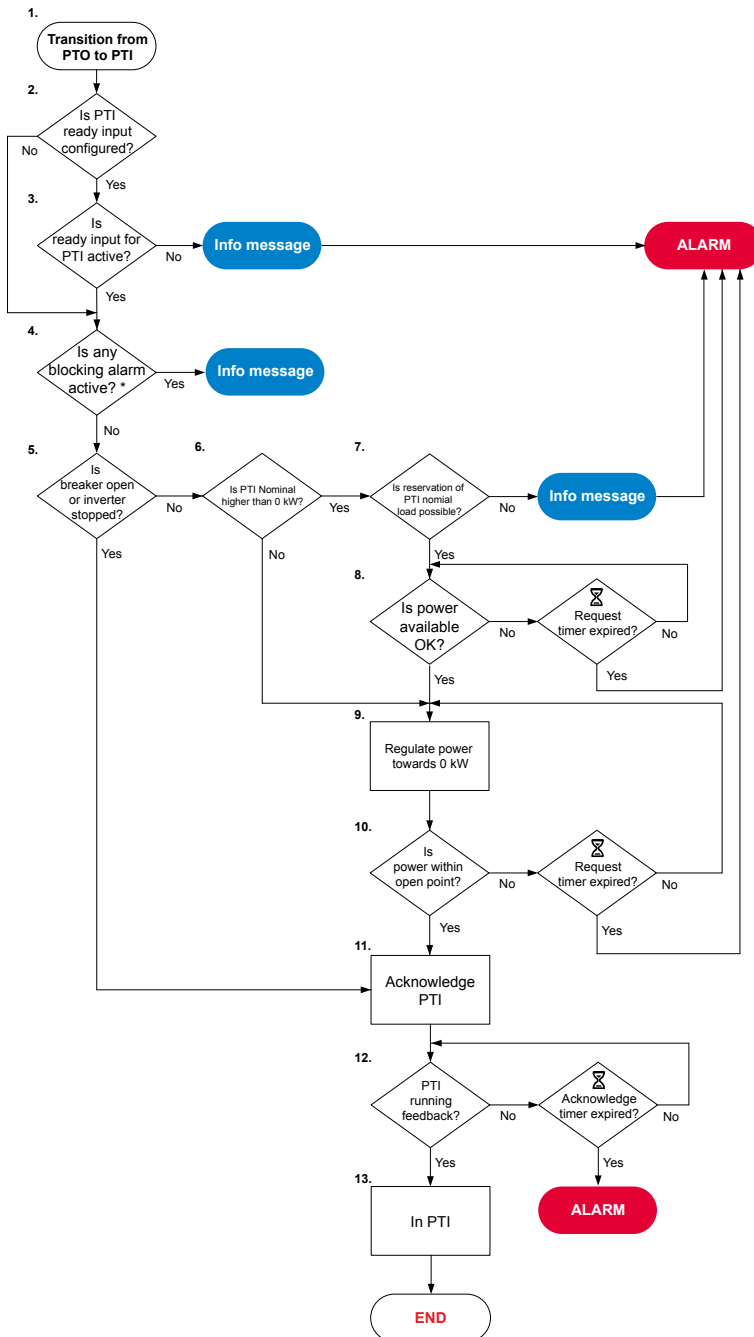 1.
Transition from
PTO to PTI
2.
Is PTI
ready input
configured?
No
Yes
3.
Is
ready input for
PTI active?
No
Info message
ALARM
Yes
4.
Is any
blocking alarm
active? *
Yes
Info message
No
5.
Is
breaker open
or inverter
stopped?
No
Yes
6.
Is PTI Nominal
higher than 0 kW?
Yes
No
7.
Is reservation of
PTI nomial
load possible?
No
Info message
Yes
8.
Is power
available
OK?
No
Request
timer expired?
No
Yes
Yes
9.
Regulate power
towards 0 kW
10.
Is
power within
open point?
No
Request
timer expired?
No
Yes
Yes
11.
Acknowledge
PTI
12.
PTI
running
feedback?
No
Acknowledge
timer expired?
No
Yes
Yes
13.
In PTI
ALARM
END